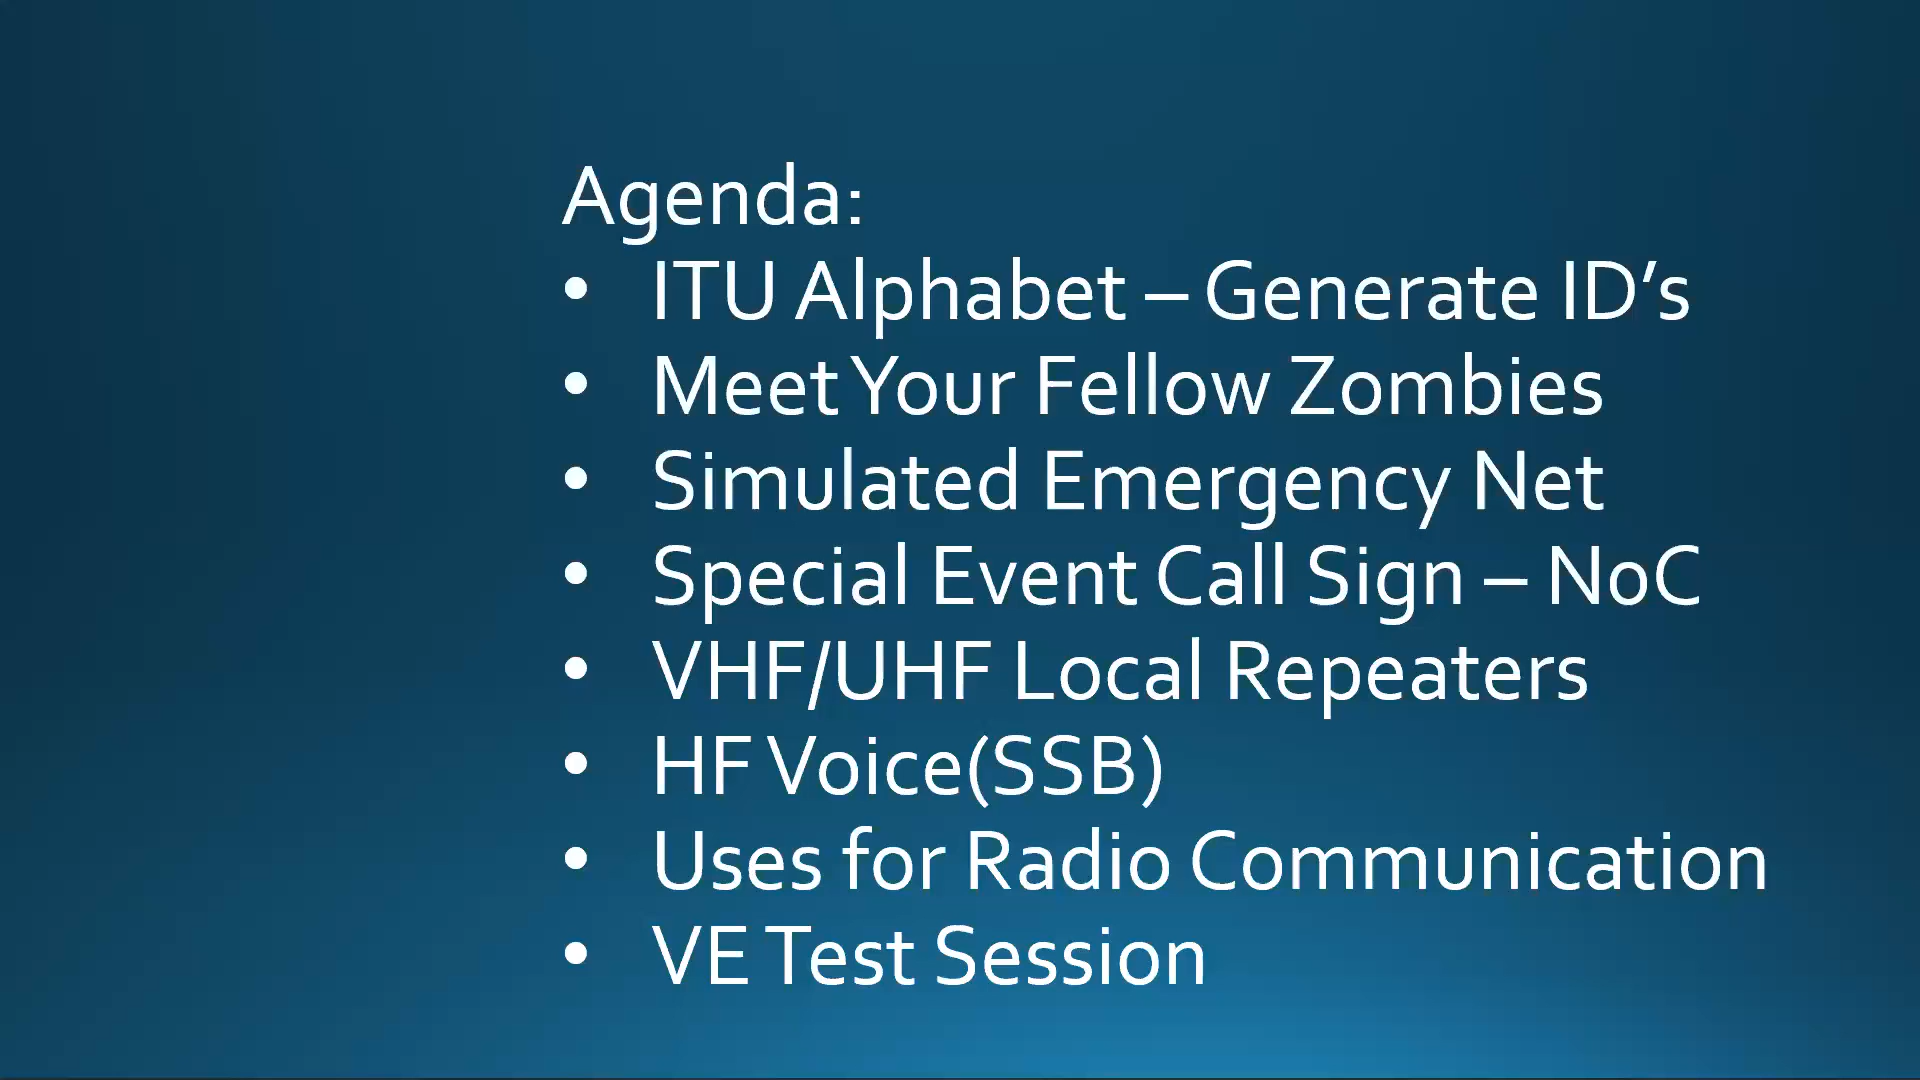 Agenda:
• ITU Alphabet – Generate ID’s
• Meet Your Fellow Zombies
• Simulated Emergency Net
• Special Event Call Sign – NoC
• VHF/UHF Local Repeaters
• HF Voice(SSB)
• Uses for Radio Communication
• VE Test Session